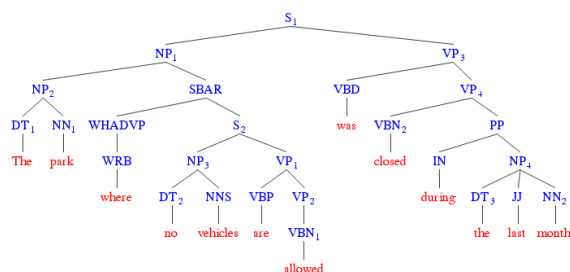 S1
NP1 VP3
NP2 SBAR VBD VP4
DT1 NN1 WHADVP S2 was VBN2 PP
The park WRB NP3 VP1 closed IN NP4
where DT2 NNS VBP VP2 during DT3 JJ NN2
no vehicles are VBN1 the last month
allowed